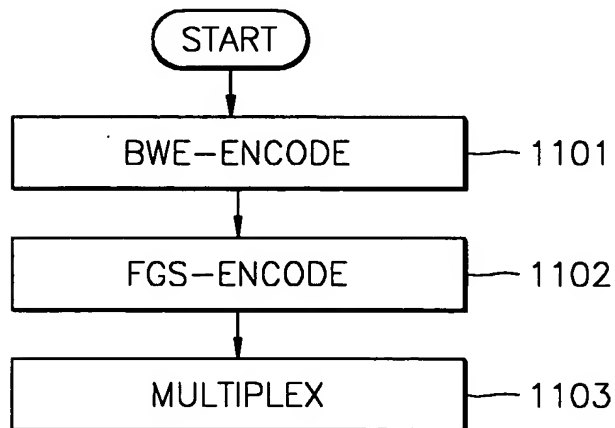 START
BWE-ENCODE
1101
FGS-ENCODE
1102
MULTIPLEX
1103